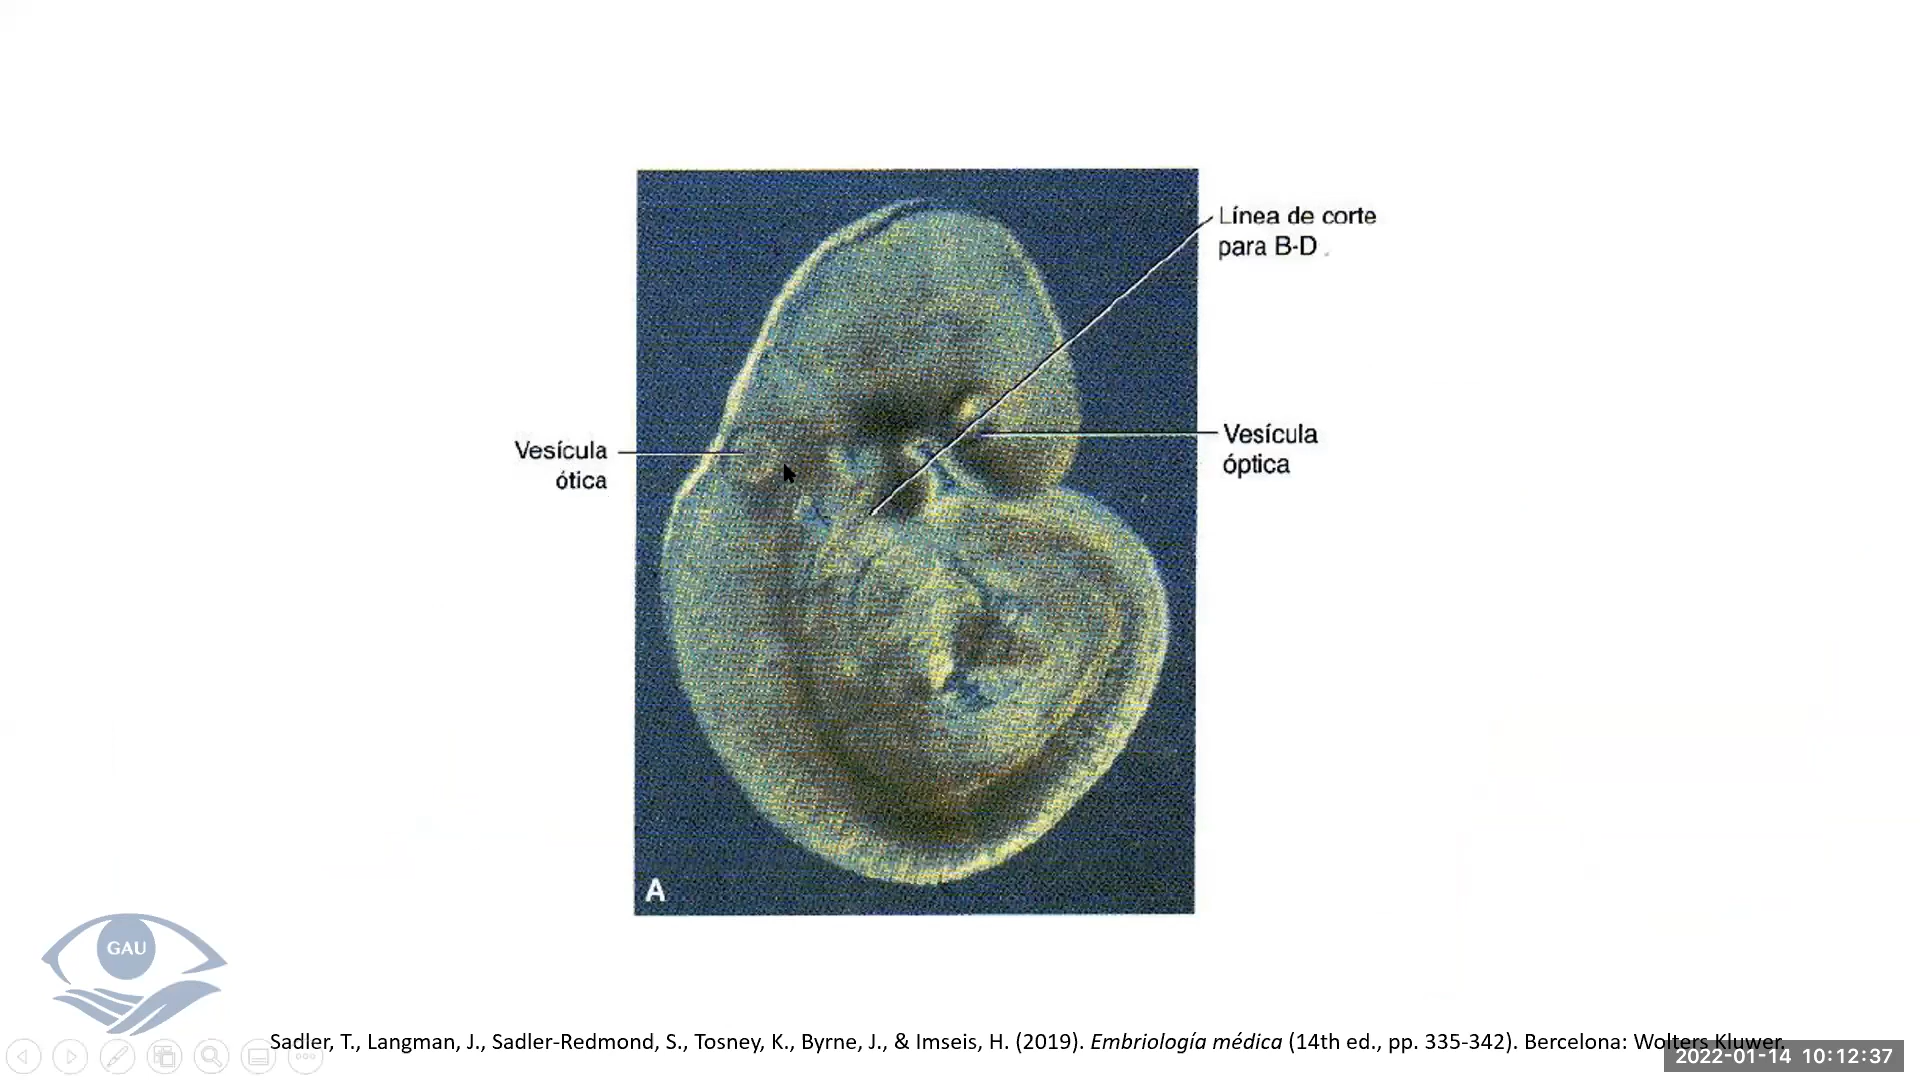 Línea de corte
para B-D
Vesícula
ótica
Vesícula
óptica
A
GAU
Sadler, T., Langman, J., Sadler-Redmond, S., Tosney, K., Byrne, J., & Imseis, H. (2019). Embriología médica (14th ed., pp. 335-342). Bercelona: Wolters Kluwer.
2022-01-14 10:12:37